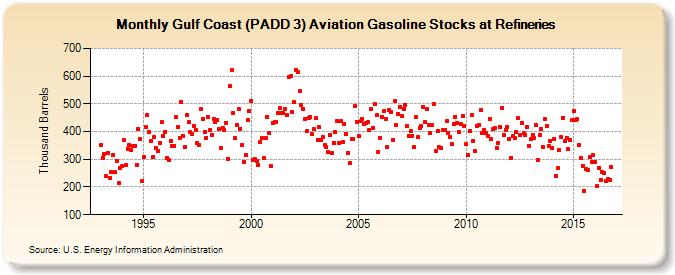 Monthly Gulf Coast (PADD 3) Aviation Gasoline Stocks at Refineries
Thousand Barrels
700
600
500
400
300
200
100
1995 2000 2005 2010 2015
Source: U.S. Energy Information Administration